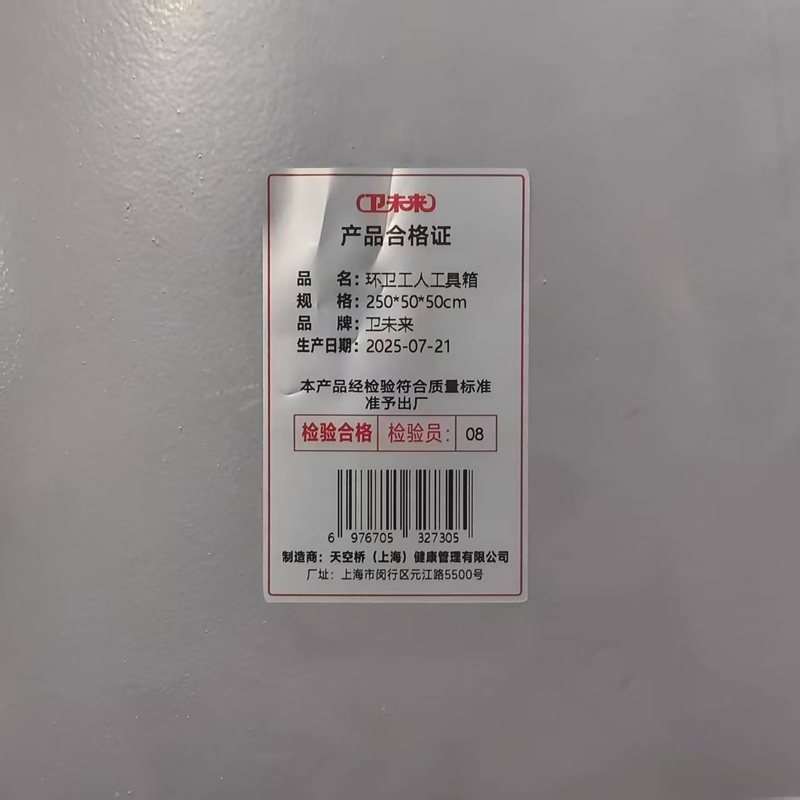 卫未来
产品合格证
品 名：环卫工人工具箱
规 格：250*50*50cm
品 牌：卫未来
生产日期：2025-07-21
本产品经检验符合质量标准
准予出厂
检验合格 检验员： 08
6 976705 327305
制造商：天空桥（上海）健康管理有限公司
厂址：上海市闵行区元江路5500号